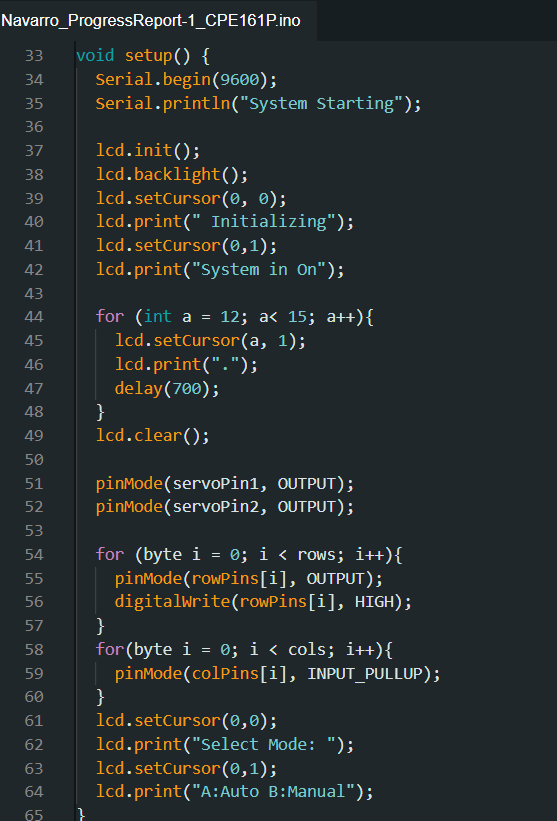 Navarro_ProgressReport-1_CPE161P.ino
33 void setup() {
34   Serial.begin(9600);
35   Serial.println("System Starting");
36
37   lcd.init();
38   lcd.backlight();
39   lcd.setCursor(0, 0);
40   lcd.print(" Initializing");
41   lcd.setCursor(0,1);
42   lcd.print("System in On");
43
44   for (int a = 12; a< 15; a++){
45     lcd.setCursor(a, 1);
46     lcd.print(".");
47     delay(700);
48   }
49   lcd.clear();
50
51   pinMode(servoPin1, OUTPUT);
52   pinMode(servoPin2, OUTPUT);
53
54   for (byte i = 0; i < rows; i++){
55     pinMode(rowPins[i], OUTPUT);
56     digitalWrite(rowPins[i], HIGH);
57   }
58   for(byte i = 0; i < cols; i++){
59     pinMode(colPins[i], INPUT_PULLUP);
60   }
61   lcd.setCursor(0,0);
62   lcd.print("Select Mode: ");
63   lcd.setCursor(0,1);
64   lcd.print("A:Auto B:Manual");
65 }